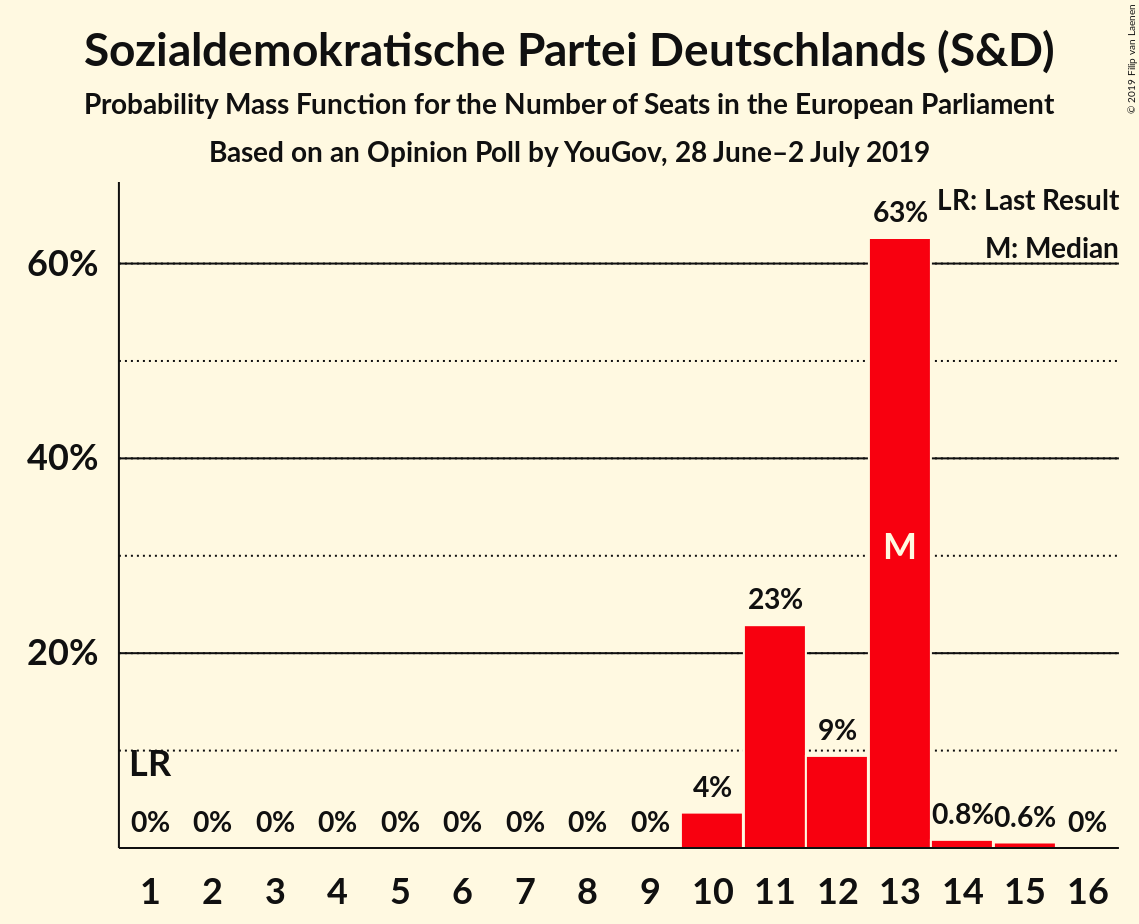 Sozialdemokratische Partei Deutschlands (S&D)
Probability Mass Function for the Number of Seats in the European Parliament
Based on an Opinion Poll by YouGov, 28 June–2 July 2019
© 2019 Filip van Laenen
LR: Last Result
M: Median
60%
40%
20%
63%
M
23%
9%
4%
LR
0% 0% 0% 0% 0% 0% 0% 0% 0% 0.8% 0.6% 0%
1 2 3 4 5 6 7 8 9 10 11 12 13 14 15 16